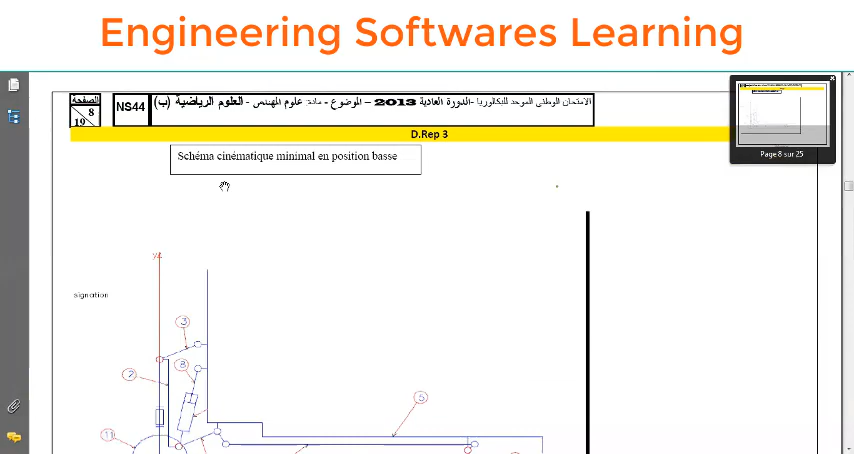 Engineering Softwares Learning
الصفحة
8
19
NS44
الامتحان الوطني الموحد للبكالوريا -الدورة العادية 2013 – الموضوع - مادة: علوم المهندس - العلوم الرياضية (ب)
D.Rep 3
Schéma cinématique minimal en position basse
Page 8 sur 25
signation
3
8
2
5
11